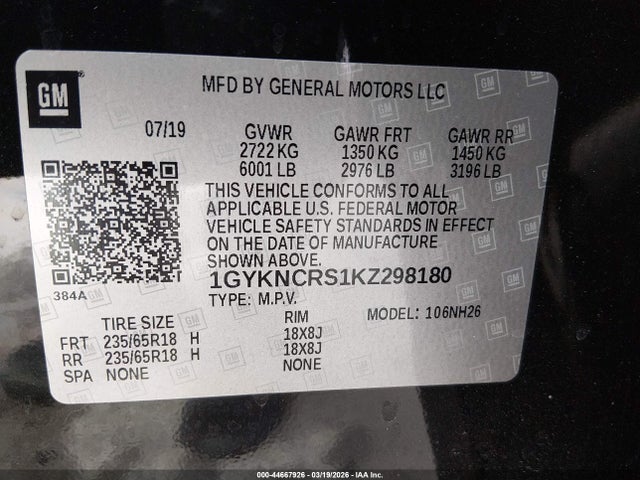 GM
MFD BY GENERAL MOTORS LLC
07/19 GVWR GAWR FRT GAWR RR
2722 KG 1350 KG 1450 KG
6001 LB 2976 LB 3196 LB
THIS VEHICLE CONFORMS TO ALL
APPLICABLE U.S. FEDERAL MOTOR
VEHICLE SAFETY STANDARDS IN EFFECT
ON THE DATE OF MANUFACTURE
SHOWN ABOVE.
384A
1GYKNCRS1KZ298180
TYPE: M.P.V. MODEL: 106NH26
TIRE SIZE RIM
FRT 235/65R18 H 18X8J
RR 235/65R18 H 18X8J
SPA NONE NONE
000-44667926 - 03/19/2026 - IAA Inc.